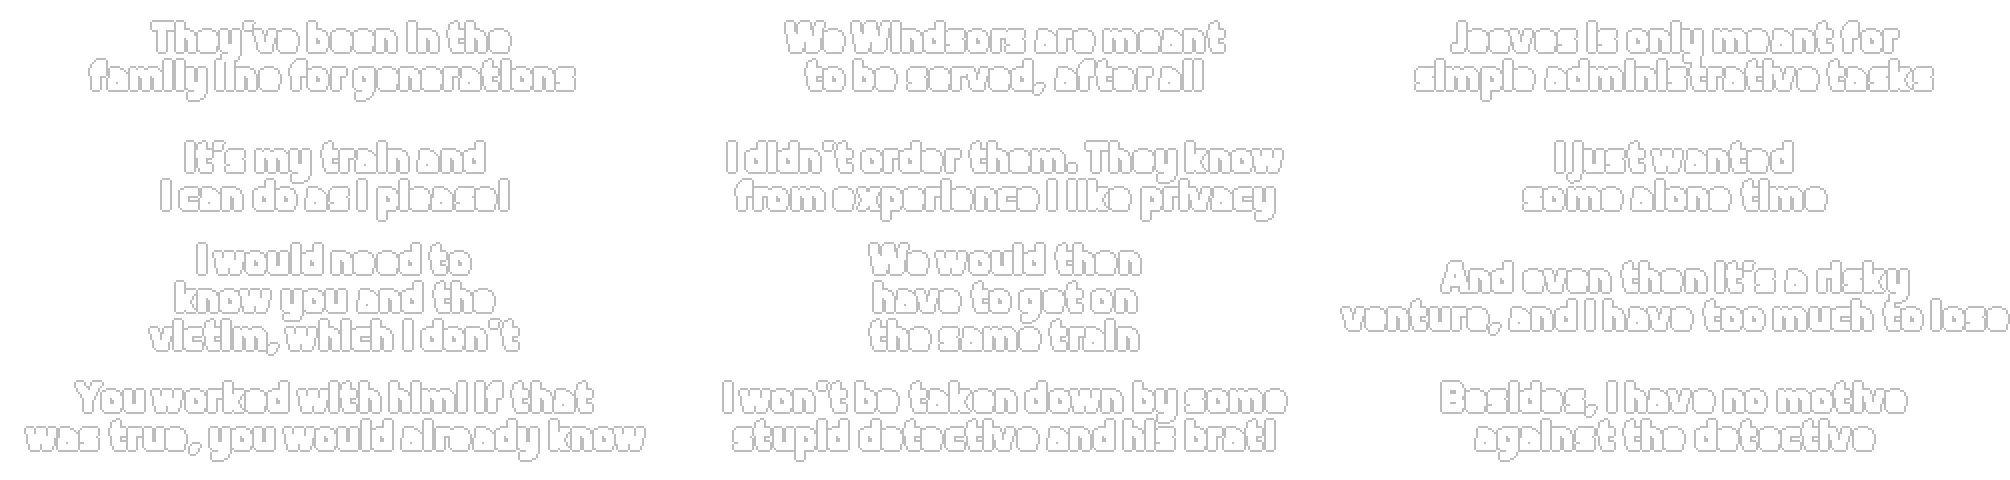 They've been in the
family line for generations
We Windsors are meant
to be served, after all
Jeeves is only meant for
simple administrative tasks
It's my train and
I can do as I please!
I didn't order them. They know
from experience I like privacy
I just wanted
some alone time
I would need to
know you and the
victim, which I don't
We would then
have to get on
the same train
And even then it's a risky
venture, and I have too much to lose
You worked with him! If that
was true, you would already know
I won't be taken down by some
stupid detective and his brat!
Besides, I have no motive
against the detective